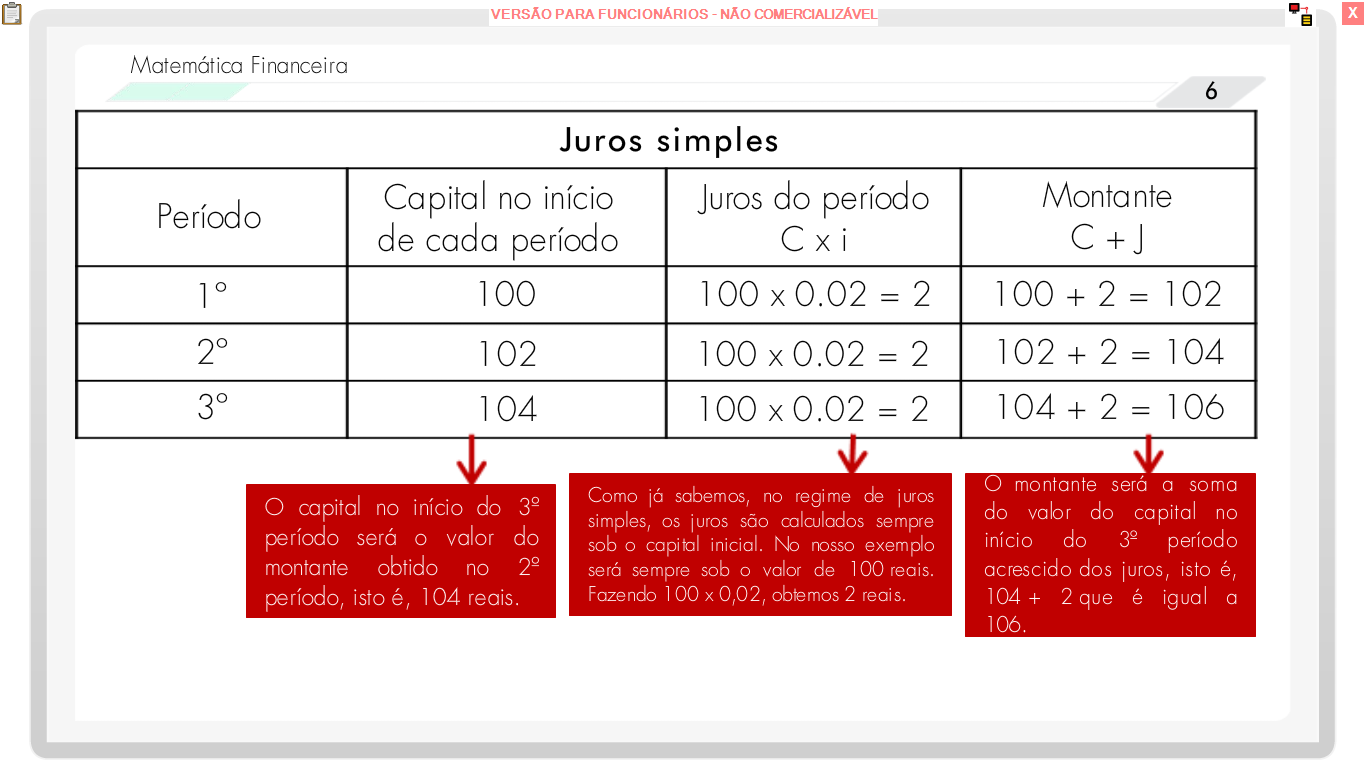 VERSÃO PARA FUNCIONÁRIOS - NÃO COMERCIALIZÁVEL
X
Matemática Financeira
6
Juros simples
Período
Capital no início
de cada período
Juros do período
C x i
Montante
C + J
1º 100 100 x 0.02 = 2 100 + 2 = 102
2º 102 100 x 0.02 = 2 102 + 2 = 104
3º 104 100 x 0.02 = 2 104 + 2 = 106
O capital no início do 3º
período será o valor do
montante obtido no 2º
período, isto é, 104 reais.
Como já sabemos, no regime de juros
simples, os juros são calculados sempre
sob o capital inicial. No nosso exemplo
será sempre sob o valor de 100 reais.
Fazendo 100 x 0,02, obtemos 2 reais.
O montante será a soma
do valor do capital no
início do 3º período
acrescido dos juros, isto é,
104 + 2 que é igual a
106.